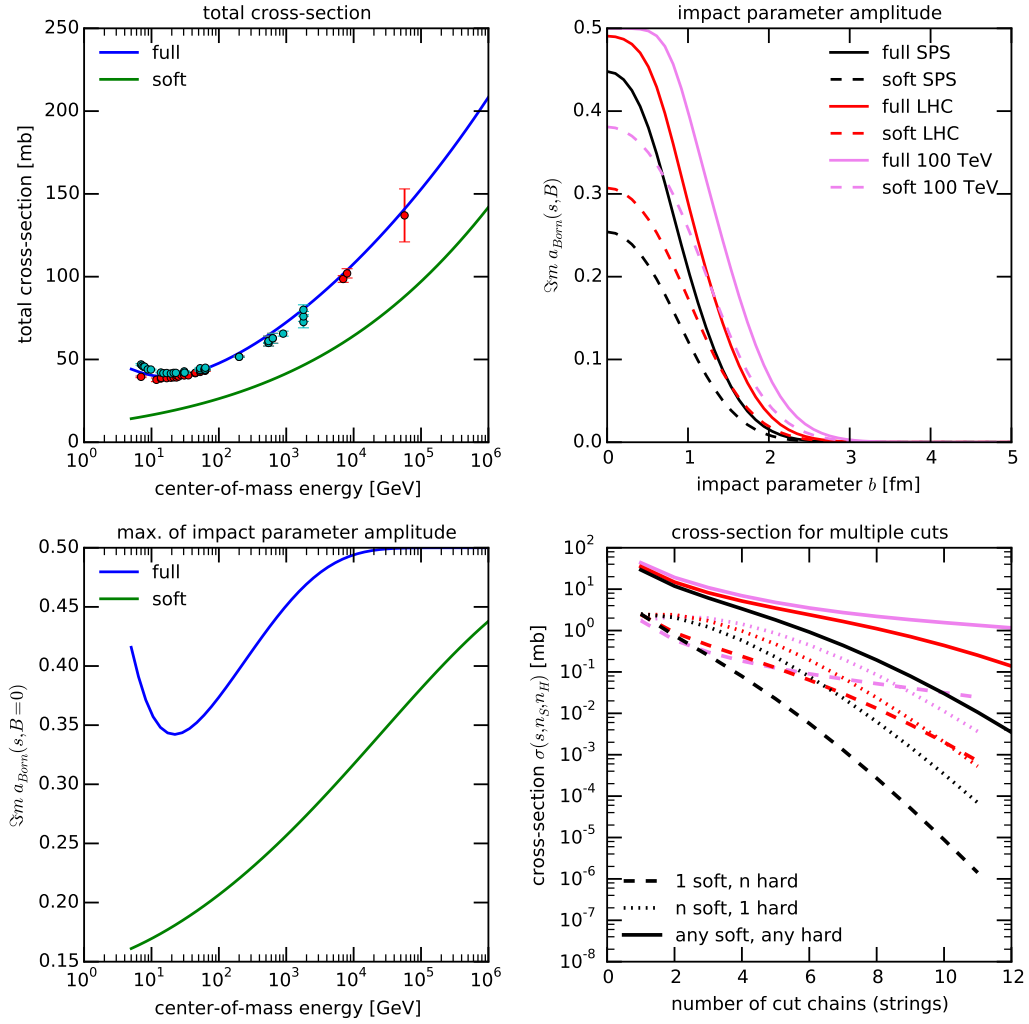 total cross-section
250
200
150
100
50
0
total cross-section [mb]
full
soft
10^0 10^1 10^2 10^3 10^4 10^5 10^6
center-of-mass energy [GeV]
impact parameter amplitude
0.5
0.4
0.3
0.2
0.1
0.0
ℑm a_Born(s,B)
full SPS
soft SPS
full LHC
soft LHC
full 100 TeV
soft 100 TeV
0 1 2 3 4 5
impact parameter b [fm]
max. of impact parameter amplitude
0.50
0.45
0.40
0.35
0.30
0.25
0.20
0.15
ℑm a_Born(s,B=0)
full
soft
10^0 10^1 10^2 10^3 10^4 10^5 10^6
center-of-mass energy [GeV]
cross-section for multiple cuts
10^2
10^1
10^0
10^-1
10^-2
10^-3
10^-4
10^-5
10^-6
10^-7
10^-8
cross-section σ(s,n_S,n_H) [mb]
1 soft, n hard
n soft, 1 hard
any soft, any hard
0 2 4 6 8 10 12
number of cut chains (strings)